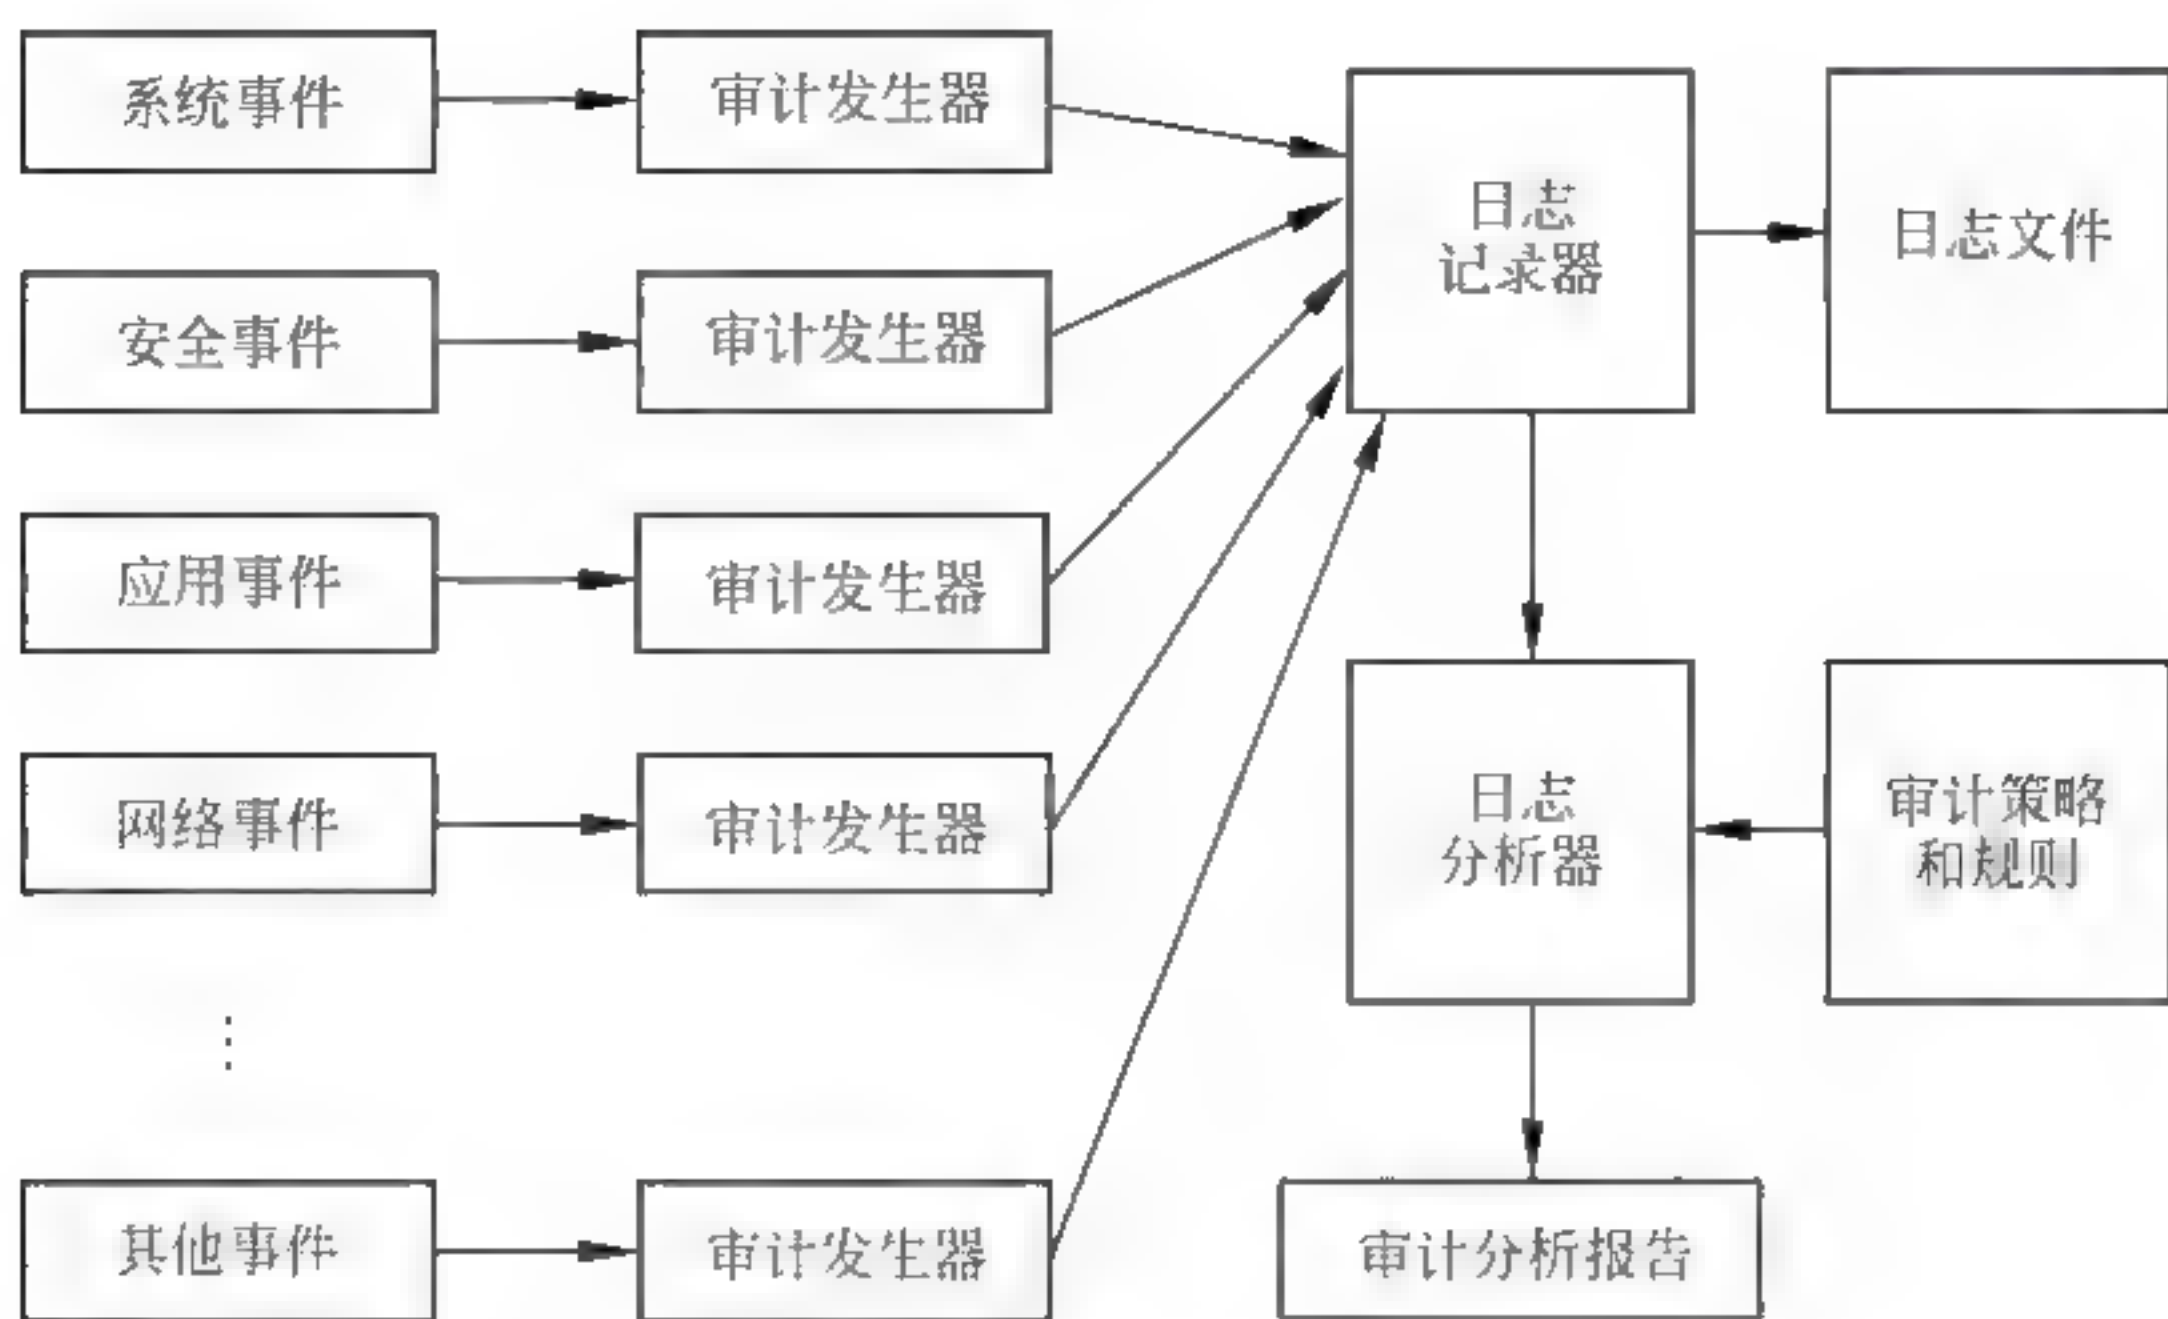 系统事件
审计发生器
日志
记录器
日志文件
安全事件
审计发生器
应用事件
审计发生器
网络事件
审计发生器
日志
分析器
审计策略
和规则
⋮
其他事件
审计发生器
审计分析报告